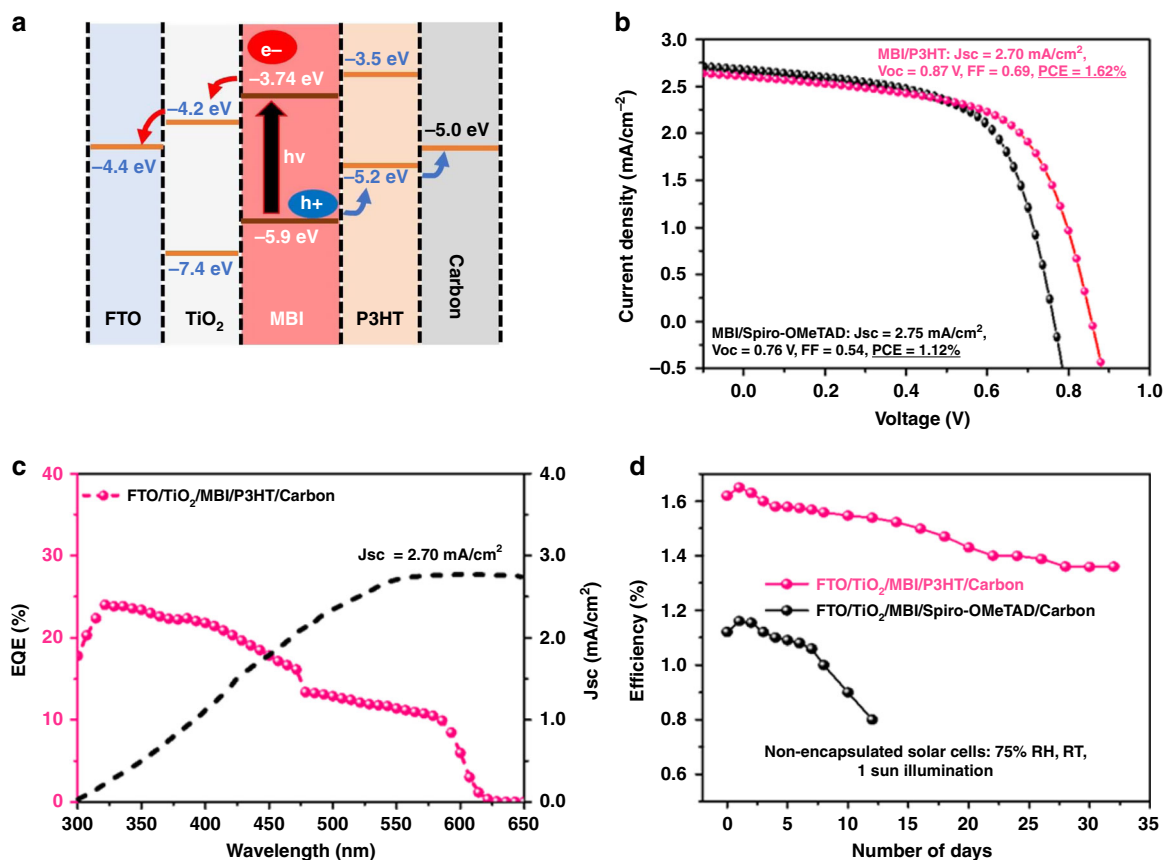 a
e–
–3.74 eV
–3.5 eV
–4.2 eV
–5.0 eV
–4.4 eV
hν
–5.2 eV
h+
–5.9 eV
–7.4 eV
FTO
TiO₂
MBI
P3HT
Carbon
b
MBI/P3HT: Jsc = 2.70 mA/cm²,
Voc = 0.87 V, FF = 0.69, PCE = 1.62%
MBI/Spiro-OMeTAD: Jsc = 2.75 mA/cm²,
Voc = 0.76 V, FF = 0.54, PCE = 1.12%
Current density (mA/cm⁻²)
3.0
2.5
2.0
1.5
1.0
0.5
0.0
–0.5
0.0 0.2 0.4 0.6 0.8 1.0
Voltage (V)
c
FTO/TiO₂/MBI/P3HT/Carbon
Jsc = 2.70 mA/cm²
EQE (%)
40
30
20
10
0
Jsc (mA/cm²)
4.0
3.0
2.0
1.0
0.0
300 350 400 450 500 550 600 650
Wavelength (nm)
d
FTO/TiO₂/MBI/P3HT/Carbon
FTO/TiO₂/MBI/Spiro-OMeTAD/Carbon
Non-encapsulated solar cells: 75% RH, RT,
1 sun illumination
Efficiency (%)
1.6
1.4
1.2
1.0
0.8
0.6
0 5 10 15 20 25 30 35
Number of days